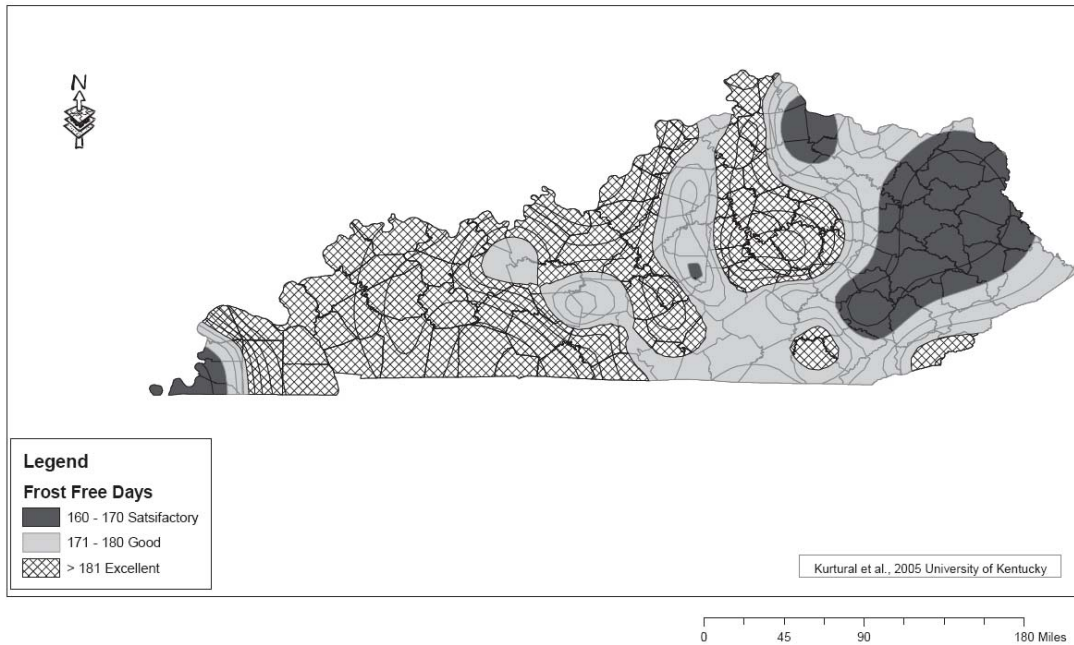 N
Legend
Frost Free Days
160 - 170 Satsifactory
171 - 180 Good
> 181 Excellent
Kurtural et al., 2005 University of Kentucky
0 45 90 180 Miles